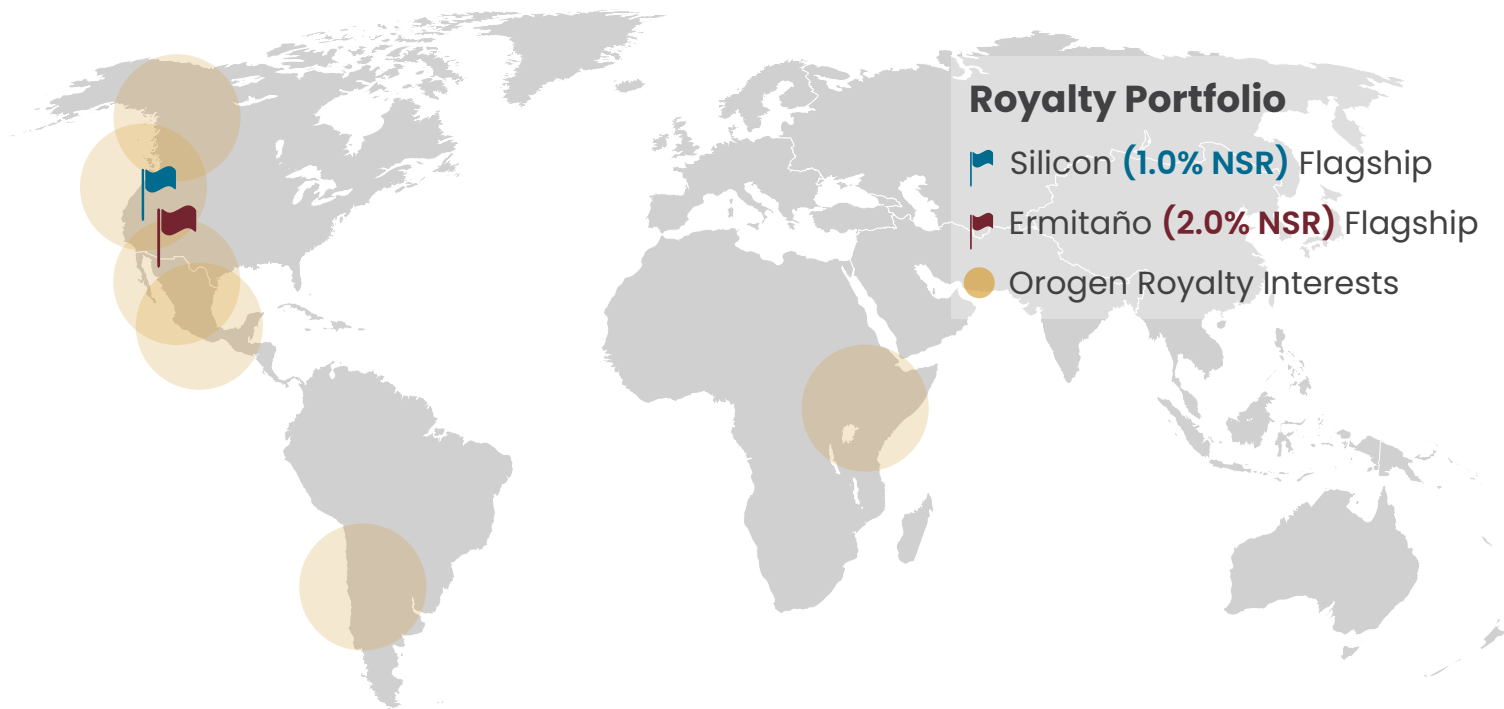 Royalty Portfolio
Silicon (1.0% NSR) Flagship
Ermitaño (2.0% NSR) Flagship
Orogen Royalty Interests